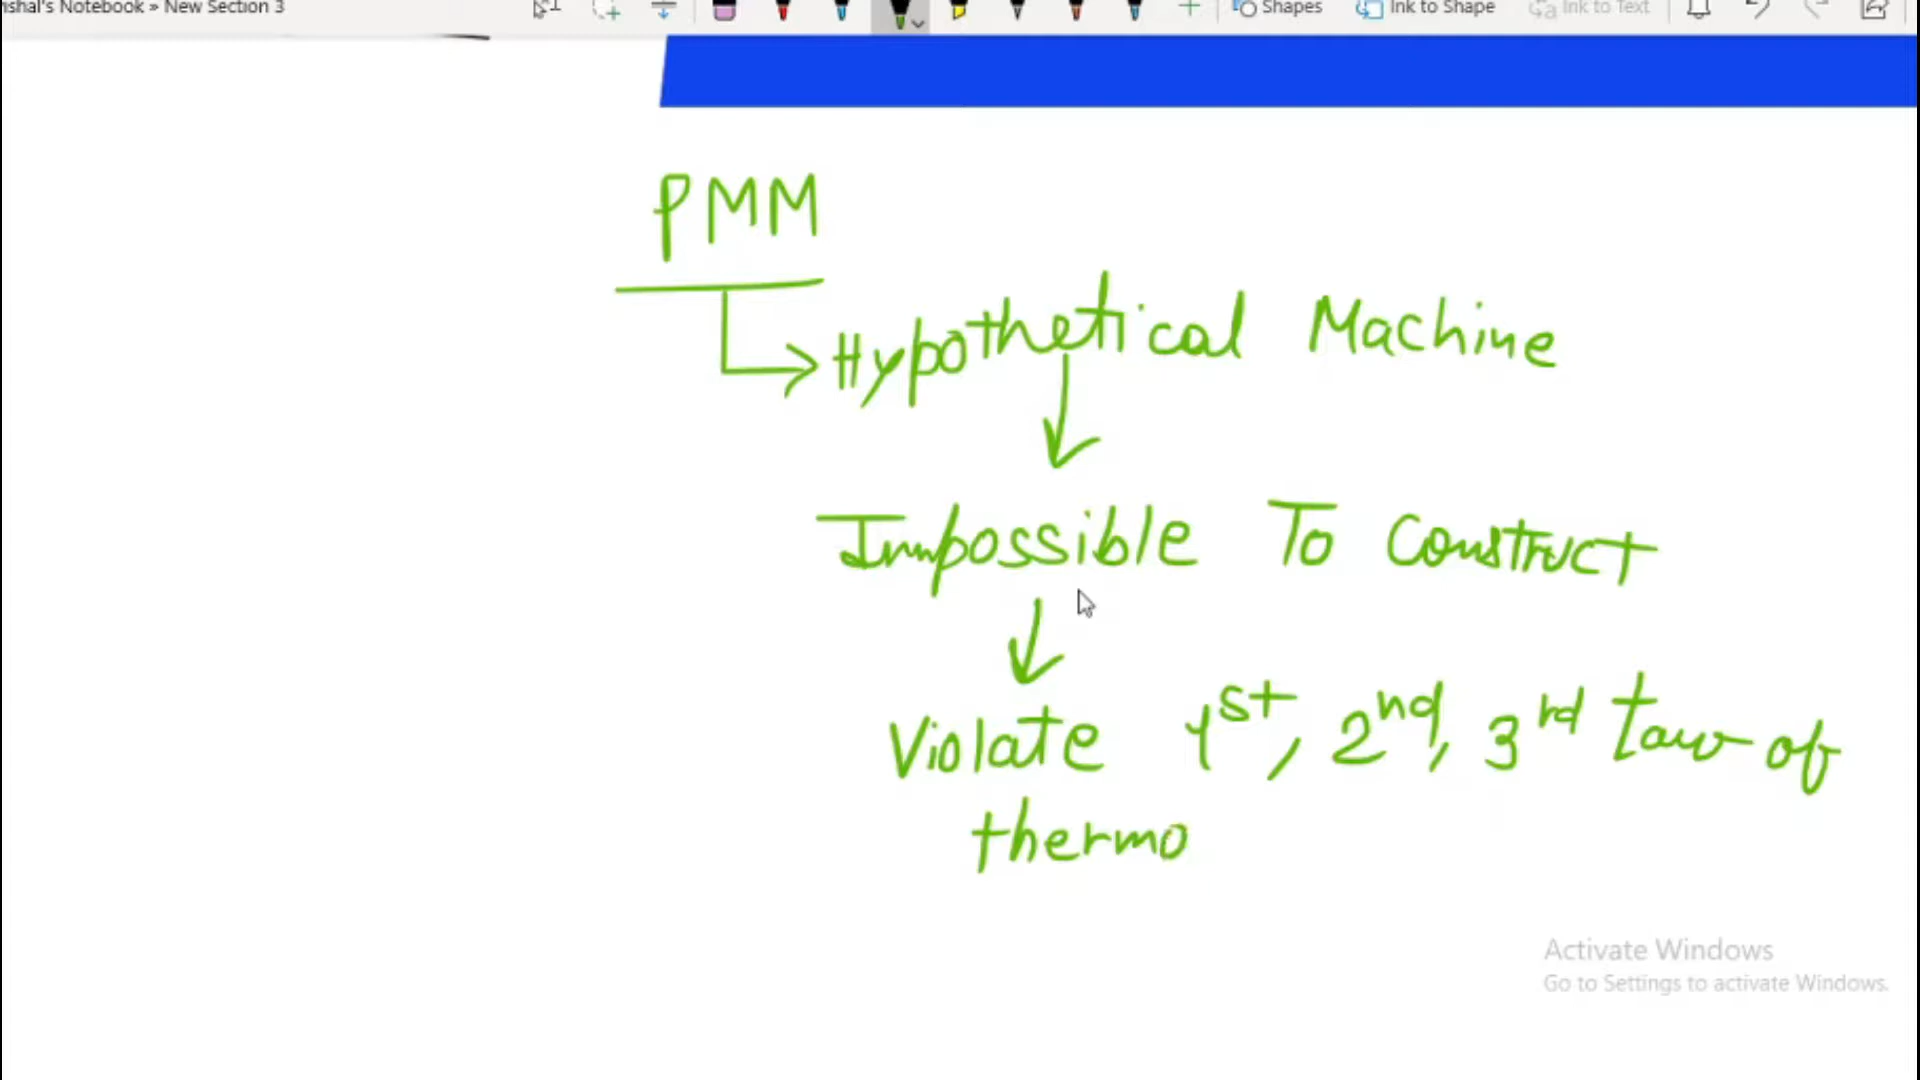 nshal's Notebook » New Section 3
Shapes Ink to Shape Ink to Text
PMM
Hypothetical Machine
Impossible To Construct
Violate 1st, 2nd, 3rd law of
thermo
Activate Windows
Go to Settings to activate Windows.